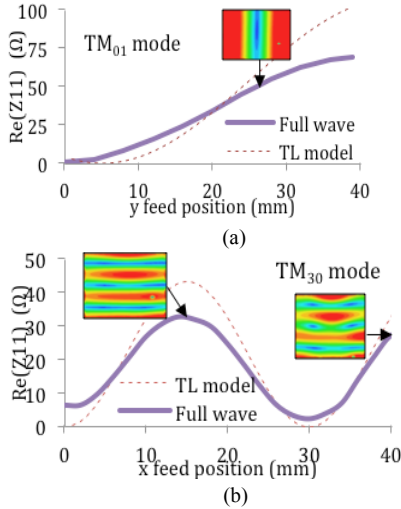 100
75
50
25
0
Re(Z11) (Ω)
TM01 mode
Full wave
TL model
0 10 20 30 40
y feed position (mm)
(a)
50
40
30
20
10
0
Re(Z11), (Ω)
TM30 mode
TL model
Full wave
0 10 20 30 40
x feed position (mm)
(b)